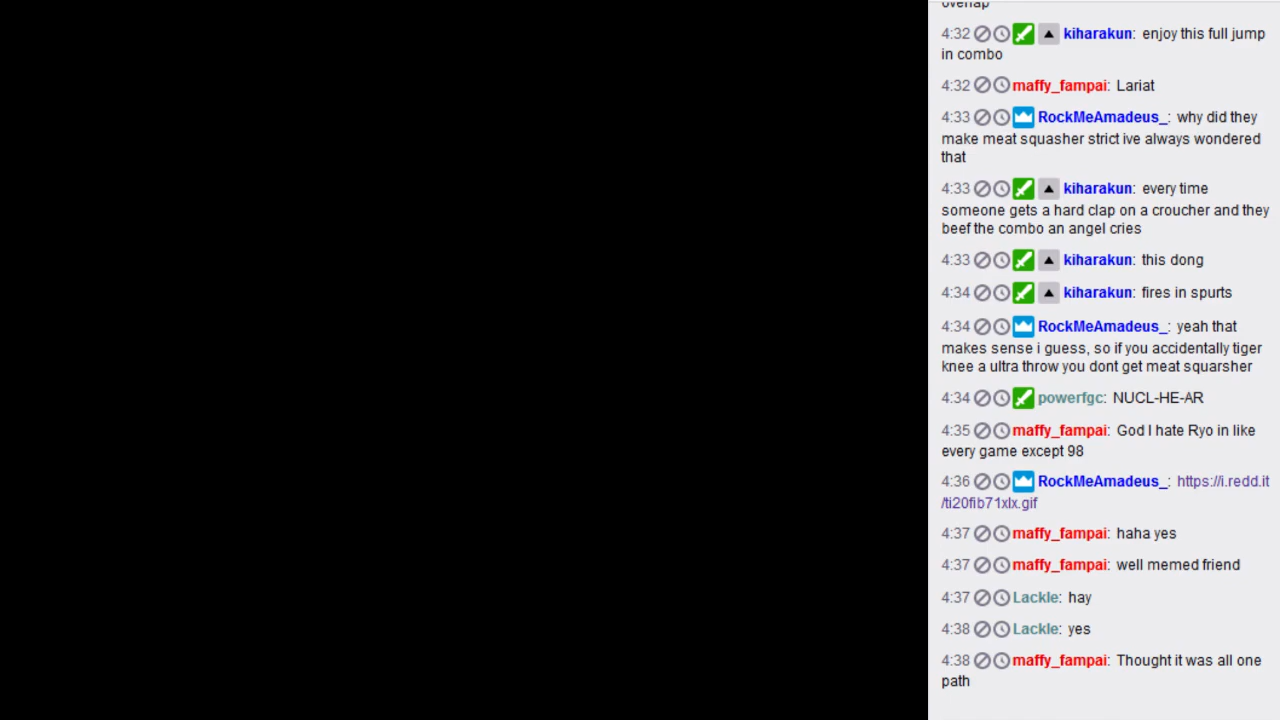 overlap
4:32 kiharakun: enjoy this full jump
in combo
4:32 maffy_fampai: Lariat
4:33 RockMeAmadeus_: why did they
make meat squasher strict ive always wondered
that
4:33 kiharakun: every time
someone gets a hard clap on a croucher and they
beef the combo an angel cries
4:33 kiharakun: this dong
4:34 kiharakun: fires in spurts
4:34 RockMeAmadeus_: yeah that
makes sense i guess, so if you accidentally tiger
knee a ultra throw you dont get meat squarsher
4:34 powerfgc: NUCL-HE-AR
4:35 maffy_fampai: God I hate Ryo in like
every game except 98
4:36 RockMeAmadeus_: https://i.redd.it
/ti20fib71xlx.gif
4:37 maffy_fampai: haha yes
4:37 maffy_fampai: well memed friend
4:37 Lackle: hay
4:38 Lackle: yes
4:38 maffy_fampai: Thought it was all one
path